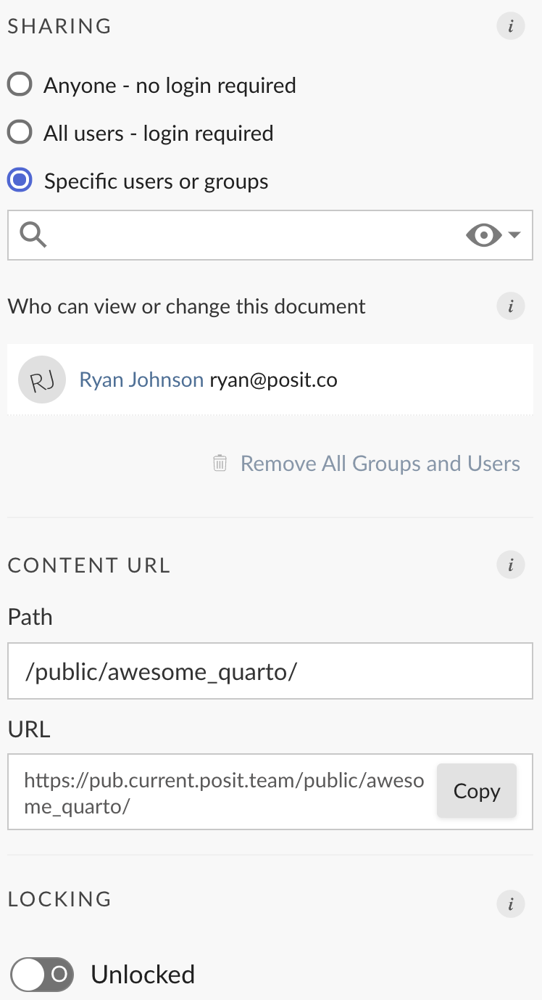 SHARING
i
Anyone - no login required
All users - login required
Specific users or groups
Who can view or change this document
i
RJ
Ryan Johnson ryan@posit.co
Remove All Groups and Users
CONTENT URL
i
Path
/public/awesome_quarto/
URL
https://pub.current.posit.team/public/aweso
me_quarto/
Copy
LOCKING
i
Unlocked